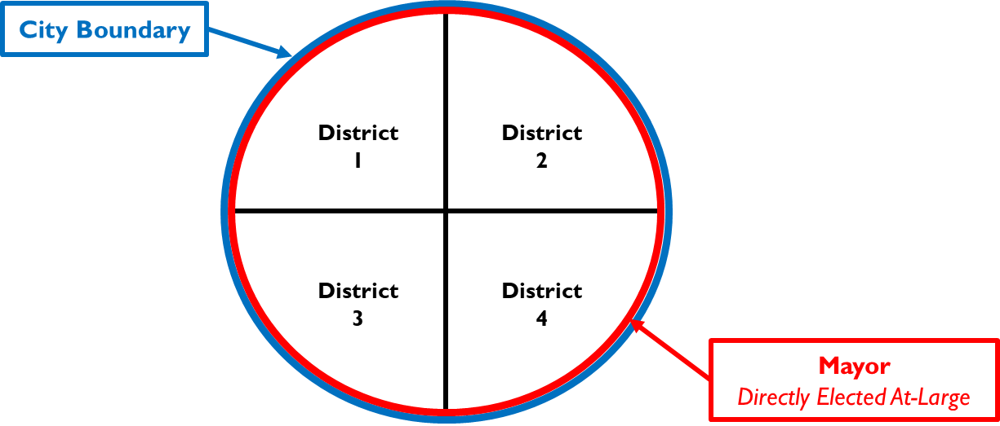 City Boundary
District
1
District
2
District
3
District
4
Mayor
Directly Elected At-Large